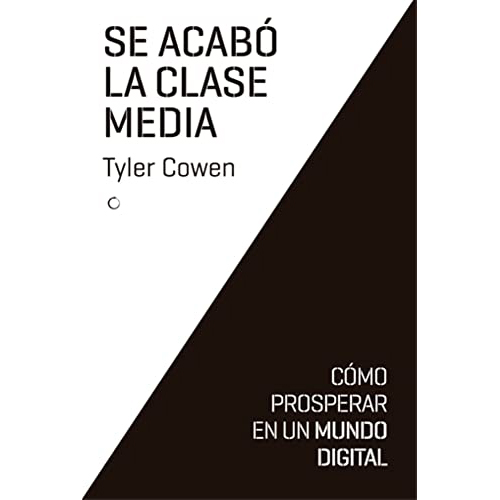 SE ACABÓ
LA CLASE
MEDIA
Tyler Cowen
CÓMO
PROSPERAR
EN UN MUNDO
DIGITAL